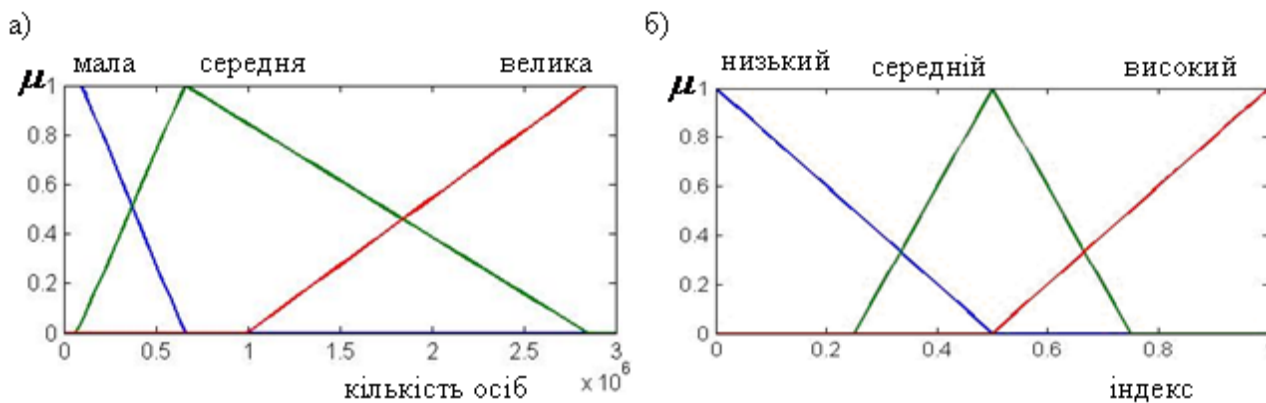 а)
мала середня велика
μ
1
0.8
0.6
0.4
0.2
0
0 0.5 1 1.5 2 2.5 3
x 10^6
кількість осіб
б)
низький середній високий
μ
1
0.8
0.6
0.4
0.2
0
0 0.2 0.4 0.6 0.8
індекс